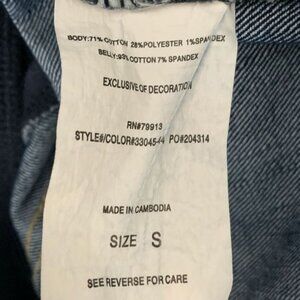 BODY:71% COTTON 28%POLYESTER 1%SPANDEX
BELLY:93% COTTON 7% SPANDEX
EXCLUSIVE OF DECORATION
RN#79913
STYLE#/COLOR#33045-44 PO#204314
MADE IN CAMBODIA
SIZE S
SEE REVERSE FOR CARE